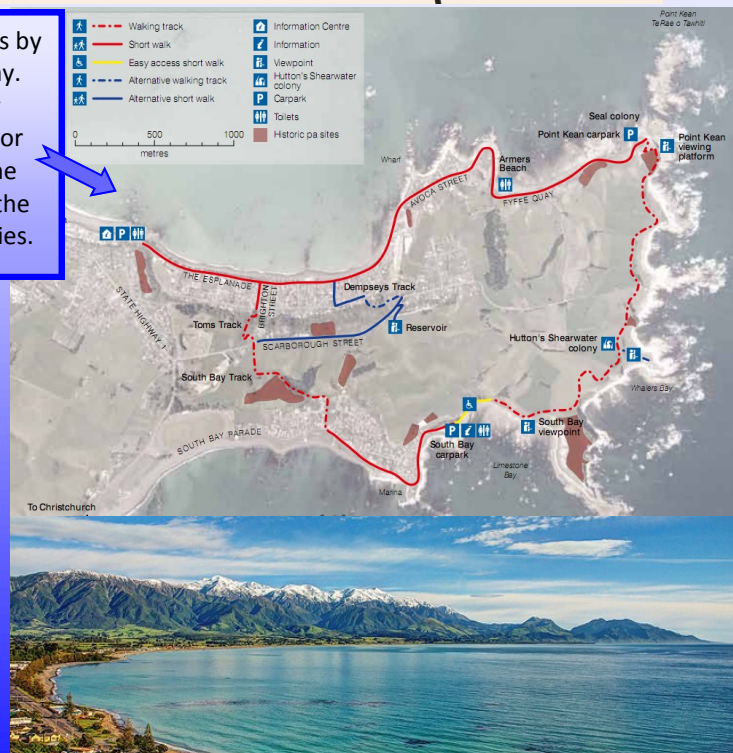 s by
ny.
or
he
the
ies.
Walking track
Short walk
Easy access short walk
Alternative walking track
Alternative short walk
0 500 1000
metres
Information Centre
Information
Viewpoint
Hutton's Shearwater
colony
P Carpark
Toilets
Historic pa sites
Point Kean
Te Rae o Tawhiti
Seal colony
Point Kean carpark P
Point Kean
viewing
platform
Wharf
Armers
Beach
AVOCA STREET
FYFFE QUAY
P
THE ESPLANADE
BRIGHTON
STREET
Dempseys Track
STATE HIGHWAY 1
Toms Track
Reservoir
SCARBOROUGH STREET
Hutton's Shearwater
colony
South Bay Track
Whalers Bay
SOUTH BAY PARADE
P
South Bay
carpark
South Bay
viewpoint
Limestone
Bay
Marina
To Christchurch